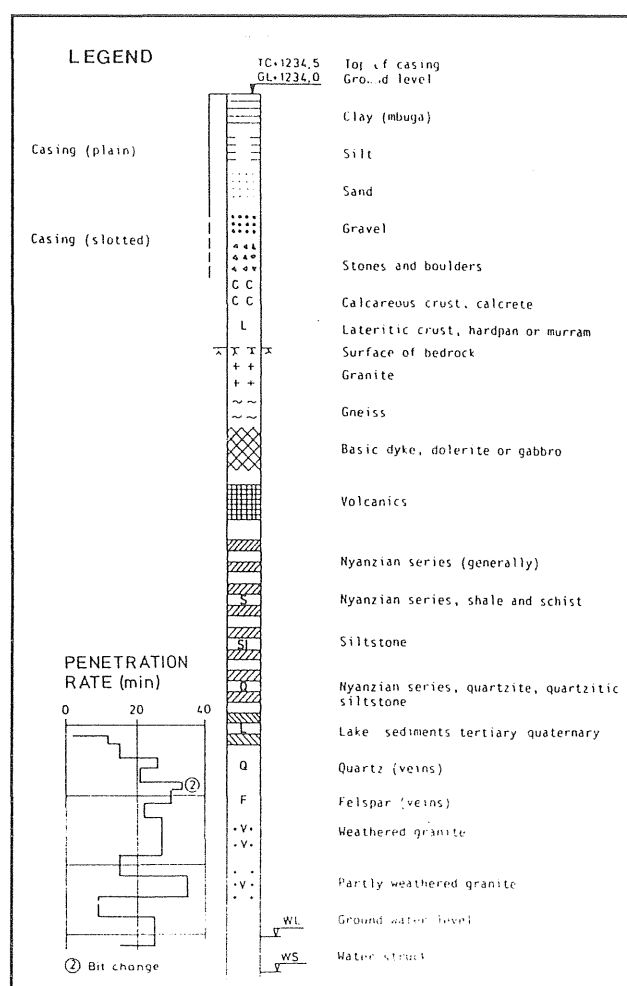 LEGEND
TC+1234,5 Top of casing
GL+1234,0 Ground level
Clay (mbuga)
Casing (plain)
Silt
Sand
Gravel
Casing (slotted)
Stones and boulders
C C
C C
Calcareous crust, calcrete
L
Lateritic crust, hardpan or murram
Surface of bedrock
Granite
Gneiss
Basic dyke, dolerite or gabbro
Volcanics
Nyanzian series (generally)
S
Nyanzian series, shale and schist
SI
Siltstone
PENETRATION
RATE (min)
0 20 40
Q
Nyanzian series, quartzite, quartzitic
siltstone
L
Lake sediments tertiary quaternary
Q
Quartz (veins)
②
F
Felspar (veins)
V
V
Weathered granite
V
Partly weathered granite
WL
Ground water level
WS
Water struck
② Bit change